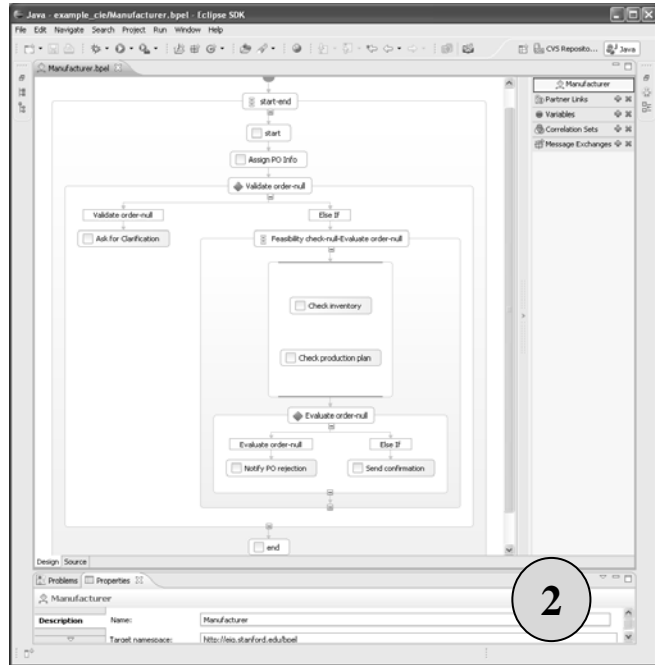 Java - example_cie/Manufacturer.bpel - Eclipse SDK
File Edit Navigate Search Project Run Window Help
CVS Reposito... Java
Manufacturer.bpel
start-end
start
Assign PO Info
Validate order-null
Validate order-null Else If
Ask for Clarification Feasibility check-null-Evaluate order-null
Check inventory
Check production plan
Evaluate order-null
Evaluate order-null Else If
Notify PO rejection Send confirmation
end
Manufacturer
Partner Links
Variables
Correlation Sets
Message Exchanges
Design Source
Problems Properties
Manufacturer
Description Name: Manufacturer
Target namespace: http://eig.stanford.edu/bpel
2